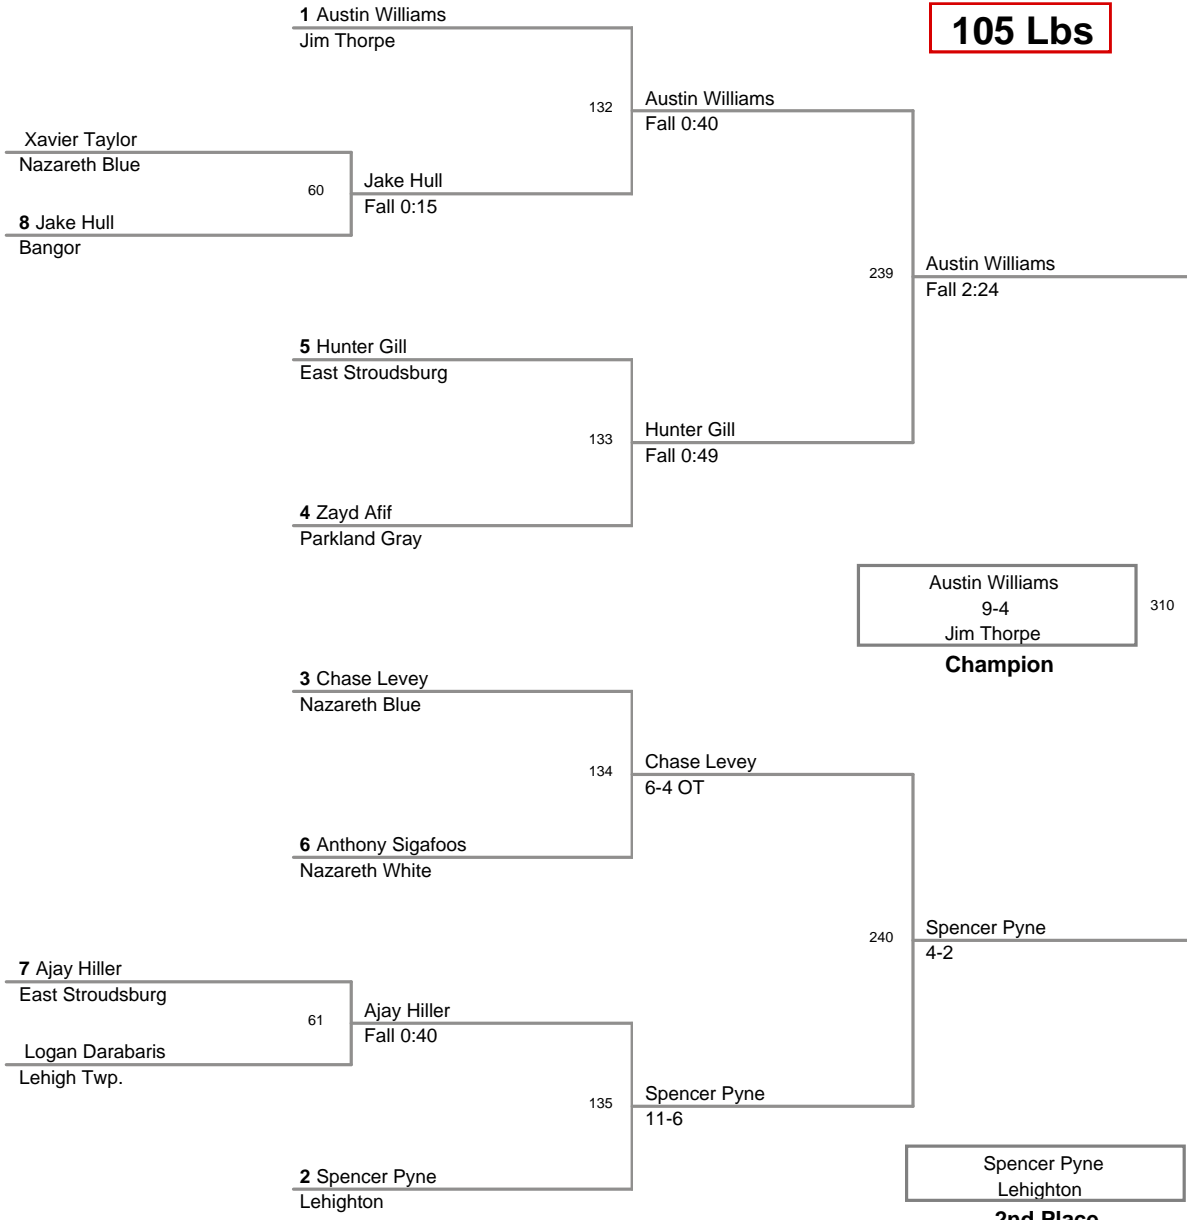 1 Austin Williams
Jim Thorpe
105 Lbs
132
Austin Williams
Fall 0:40
Xavier Taylor
Nazareth Blue
60
Jake Hull
Fall 0:15
8 Jake Hull
Bangor
239
Austin Williams
Fall 2:24
5 Hunter Gill
East Stroudsburg
133
Hunter Gill
Fall 0:49
4 Zayd Afif
Parkland Gray
Austin Williams
9-4
Jim Thorpe
310
Champion
3 Chase Levey
Nazareth Blue
134
Chase Levey
6-4 OT
6 Anthony Sigafoos
Nazareth White
240
Spencer Pyne
4-2
7 Ajay Hiller
East Stroudsburg
61
Ajay Hiller
Fall 0:40
Logan Darabaris
Lehigh Twp.
135
Spencer Pyne
11-6
2 Spencer Pyne
Lehighton
Spencer Pyne
Lehighton
2nd Place